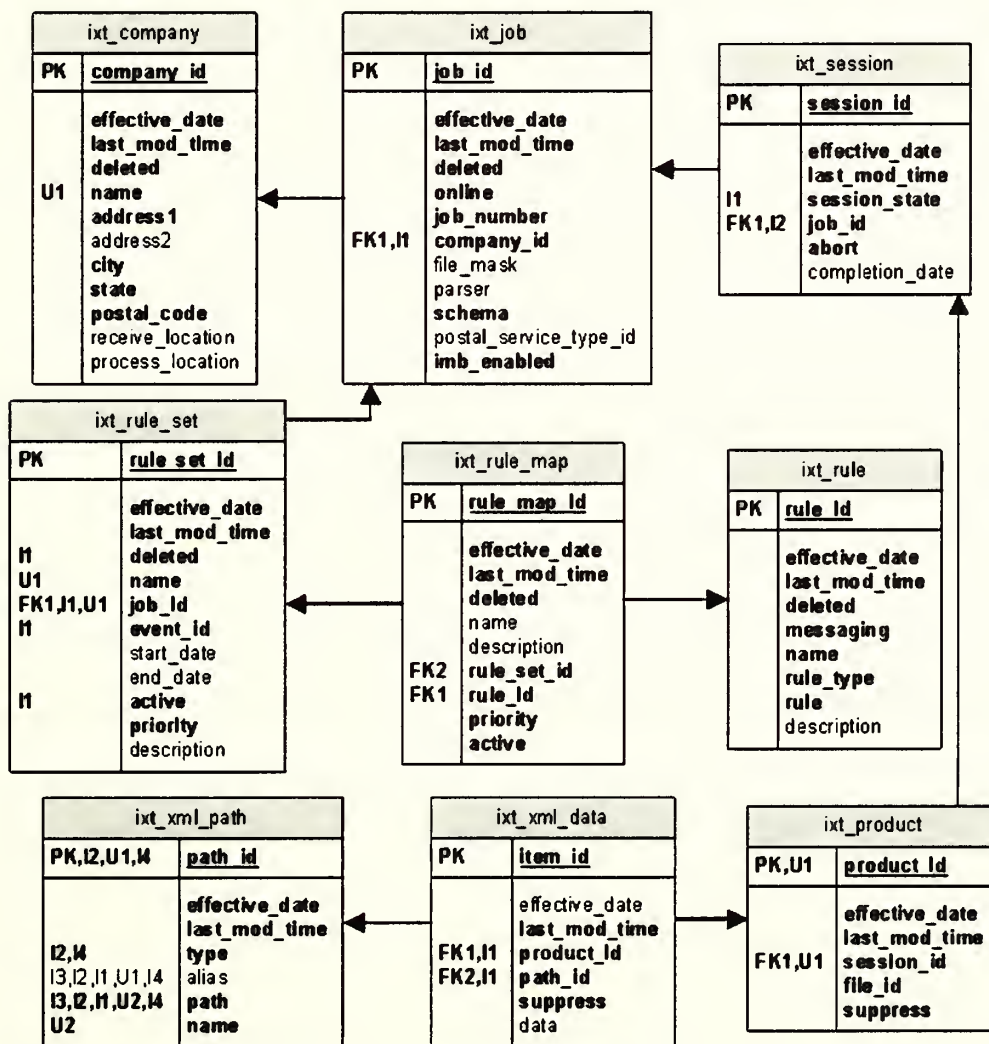 ixt_company
PK company_id
effective_date
last_mod_time
deleted
U1 name
address1
address2
city
state
postal_code
receive_location
process_location
ixt_job
PK job_id
effective_date
last_mod_time
deleted
online
job_number
FK1,I1 company_id
file_mask
parser
schema
postal_service_type_id
imb_enabled
ixt_session
PK session_id
effective_date
last_mod_time
I1 session_state
FK1,I2 job_id
abort
completion_date
ixt_rule_set
PK rule_set_id
effective_date
last_mod_time
I1 deleted
U1 name
FK1,I1,U1 job_id
I1 event_id
start_date
end_date
I1 active
priority
description
ixt_rule_map
PK rule_map_id
effective_date
last_mod_time
deleted
name
description
FK2 rule_set_id
FK1 rule_id
priority
active
ixt_rule
PK rule_id
effective_date
last_mod_time
deleted
messaging
name
rule_type
rule
description
ixt_xml_path
PK,I2,U1,I4 path_id
effective_date
last_mod_time
I2,I4 type
I3,I2,I1,U1,I4 alias
I3,I2,I1,U2,I4 path
U2 name
ixt_xml_data
PK item_id
effective_date
last_mod_time
FK1,I1 product_id
FK2,I1 path_id
suppress
data
ixt_product
PK,U1 product_id
effective_date
last_mod_time
FK1,U1 session_id
file_id
suppress